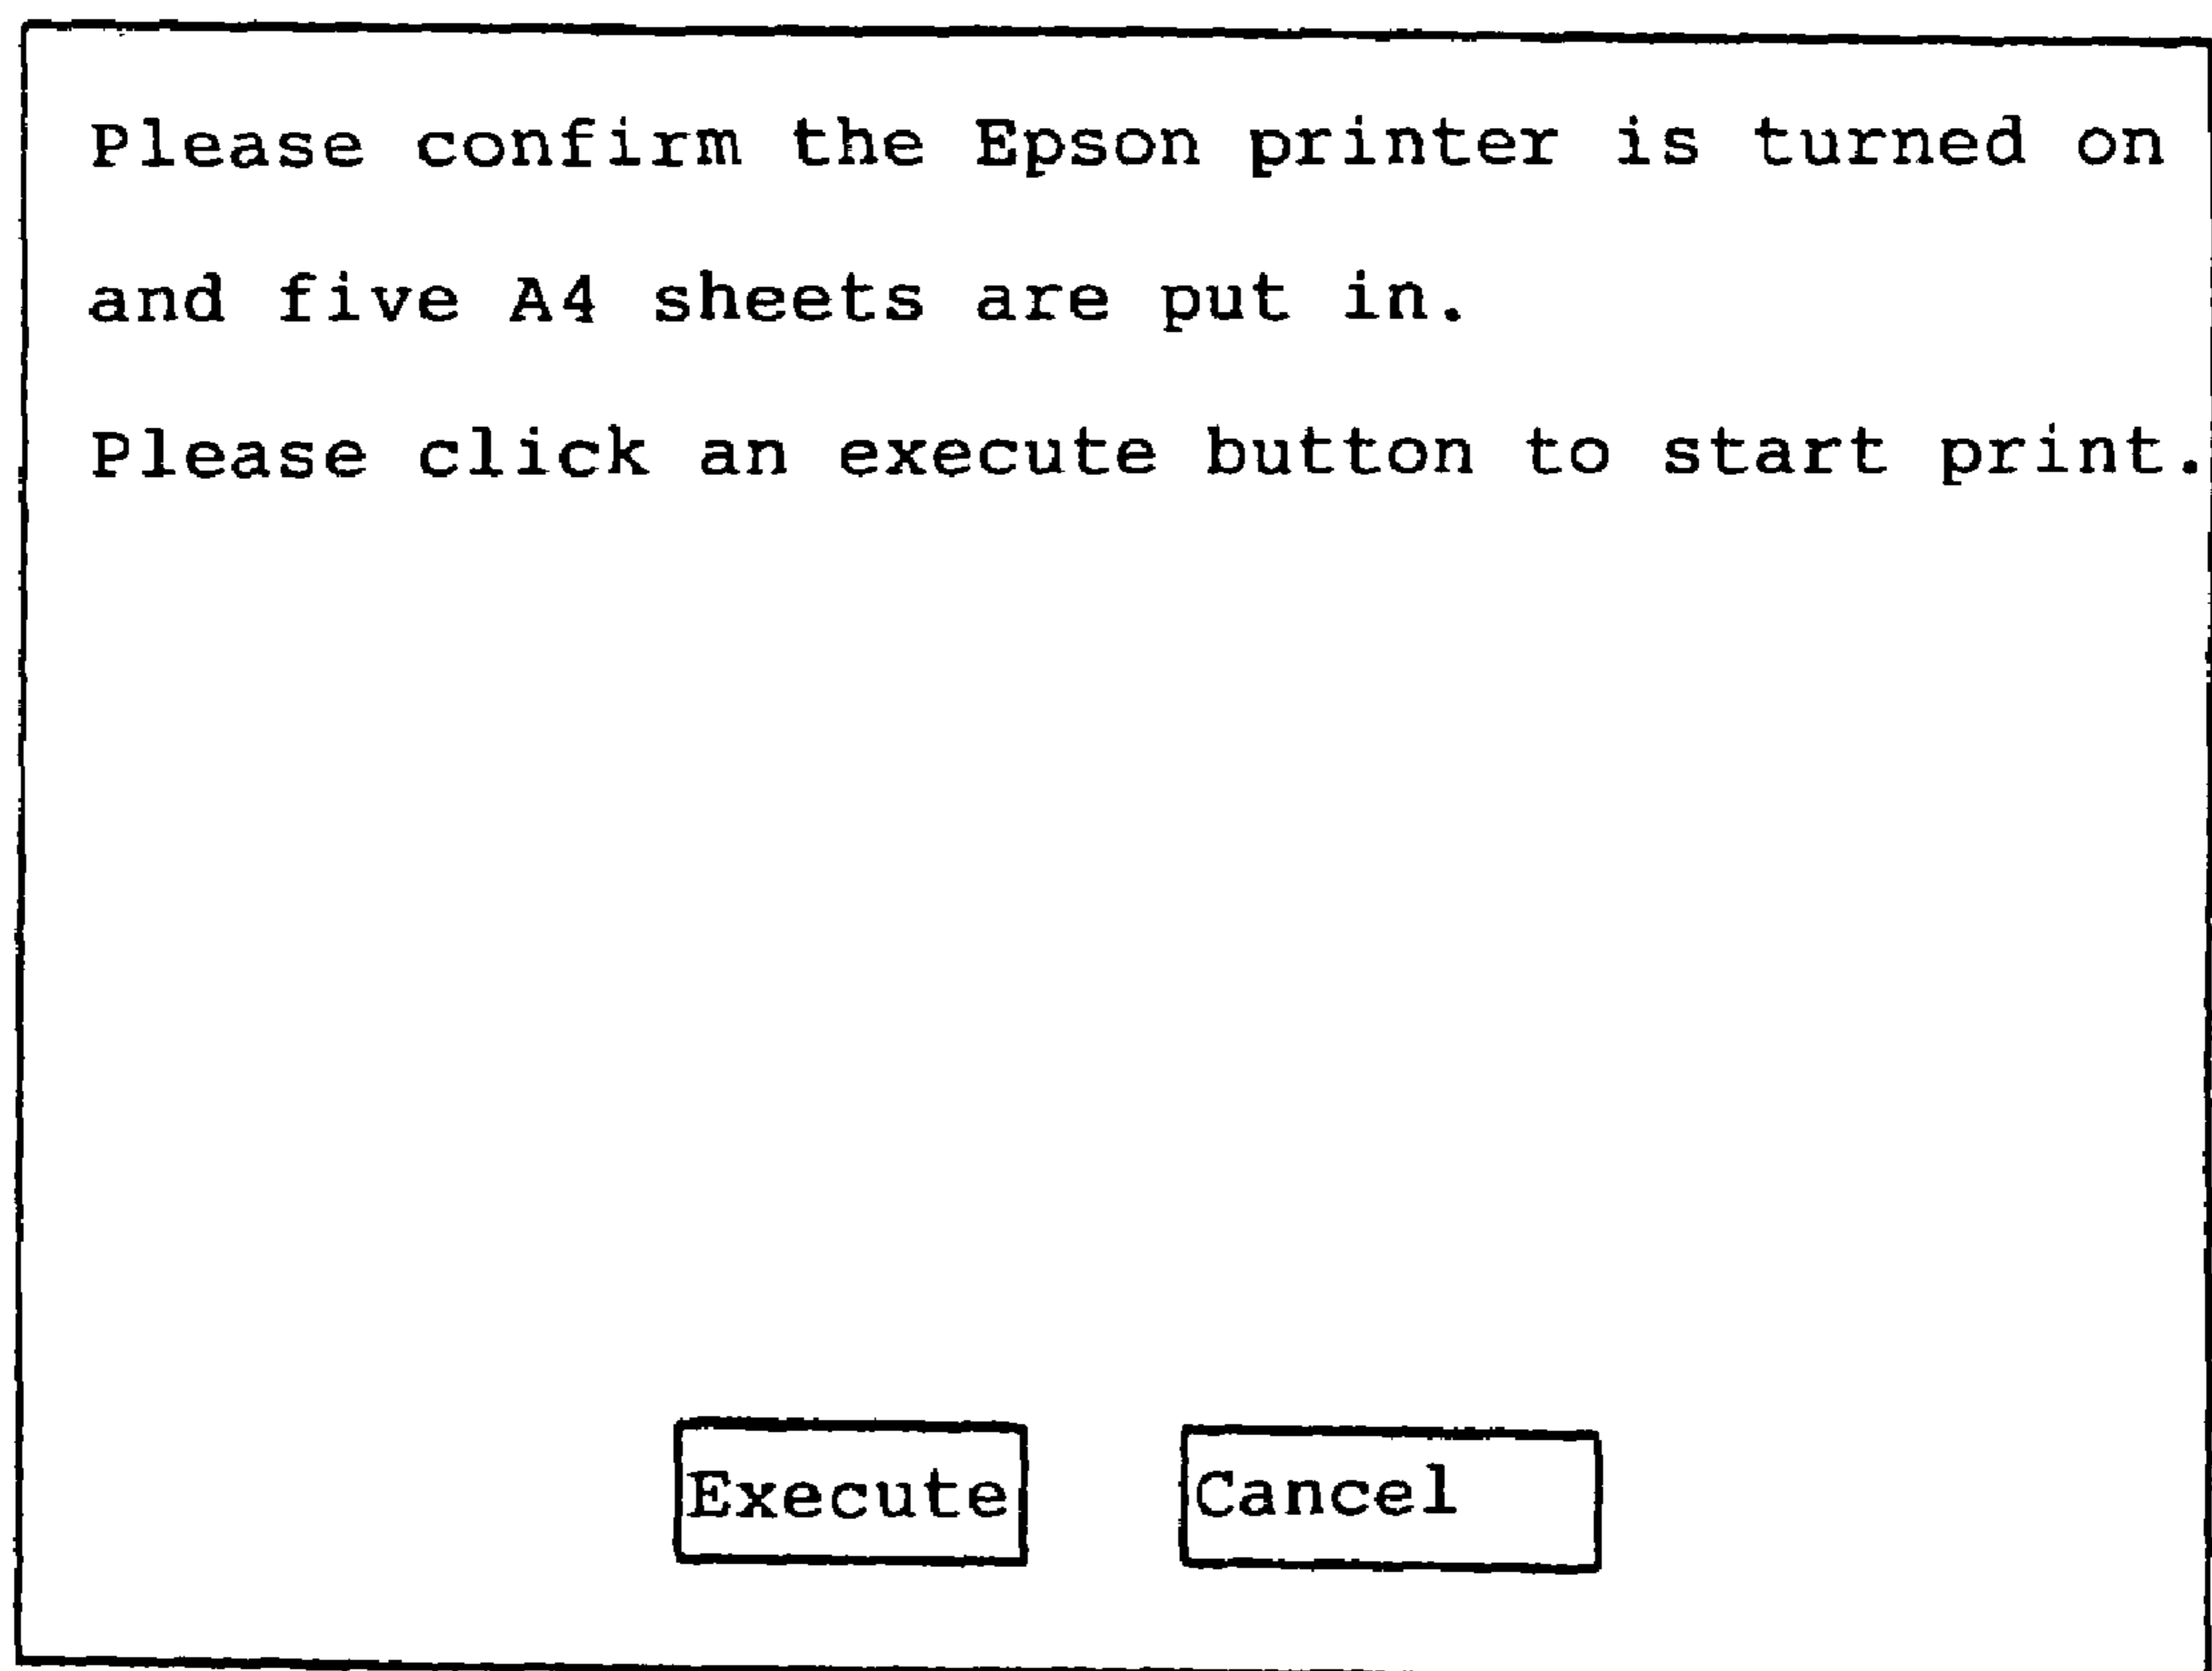 Please confirm the Epson printer is turned on
and five A4 sheets are put in.
Please click an execute button to start print.
Execute Cancel